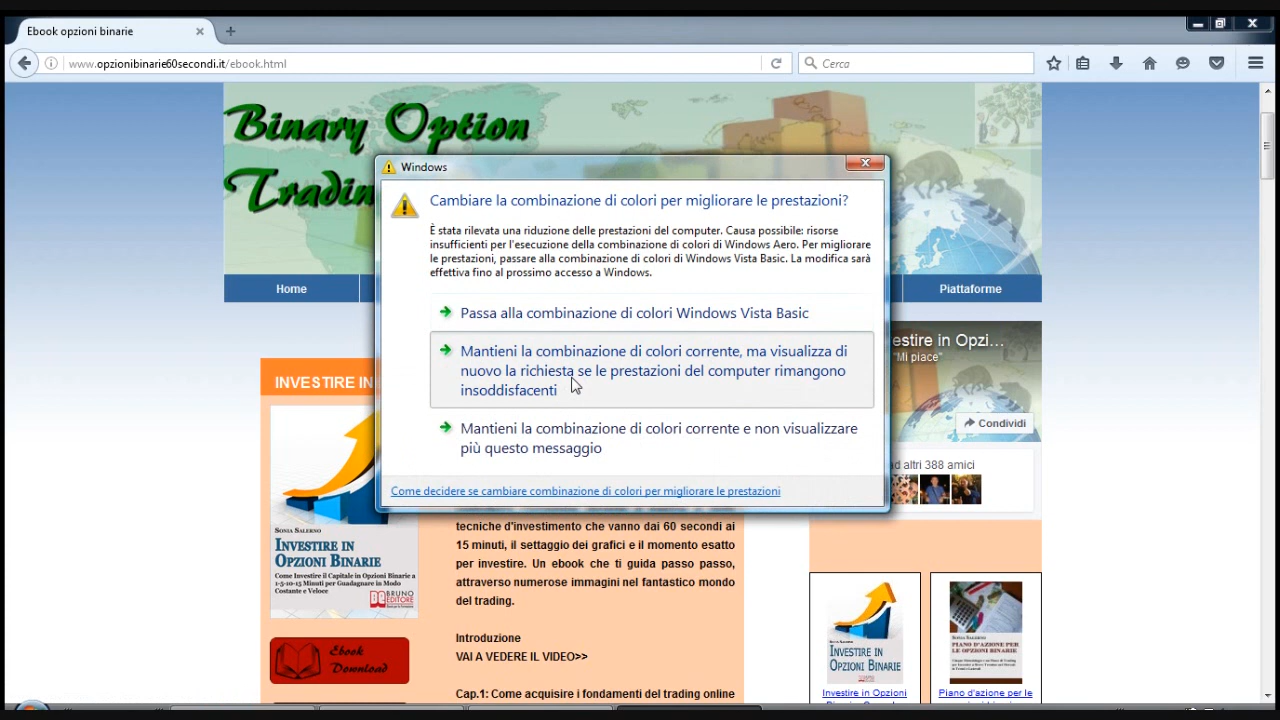 Ebook opzioni binarie
www.opzionibinarie60secondi.it/ebook.html
Cerca
Binary Option
Trading
Windows
Cambiare la combinazione di colori per migliorare le prestazioni?
È stata rilevata una riduzione delle prestazioni del computer. Causa possibile: risorse
insufficienti per l'esecuzione della combinazione di colori di Windows Aero. Per migliorare
le prestazioni, passare alla combinazione di colori di Windows Vista Basic. La modifica sarà
effettiva fino al prossimo accesso a Windows.
Passa alla combinazione di colori Windows Vista Basic
Mantieni la combinazione di colori corrente, ma visualizza di
nuovo la richiesta se le prestazioni del computer rimangono
insoddisfacenti
Mantieni la combinazione di colori corrente e non visualizzare
più questo messaggio
Come decidere se cambiare combinazione di colori per migliorare le prestazioni
Home
Piattaforme
INVESTIRE IN
SONIA SALERNO
INVESTIRE IN
OPZIONI BINARIE
Come Investire il Capitale in Opzioni Binarie a
1-5-10-15 Minuti per Guadagnare in Modo
Costante e Veloce
BRUNO
EDITORE
Ebook
Download
tecniche d'investimento che vanno dai 60 secondi ai
15 minuti, il settaggio dei grafici e il momento esatto
per investire. Un ebook che ti guida passo passo,
attraverso numerose immagini nel fantastico mondo
del trading.
Introduzione
VAI A VEDERE IL VIDEO>>
Cap.1: Come acquisire i fondamenti del trading online
estire in Opzi...
"Mi piace"
Condividi
ad altri 388 amici
SONIA SALERNO
INVESTIRE IN
OPZIONI BINARIE
SONIA SALERNO
PIANO D'AZIONE PER
LE OPZIONI BINARIE
Investire in Opzioni
Piano d'azione per le